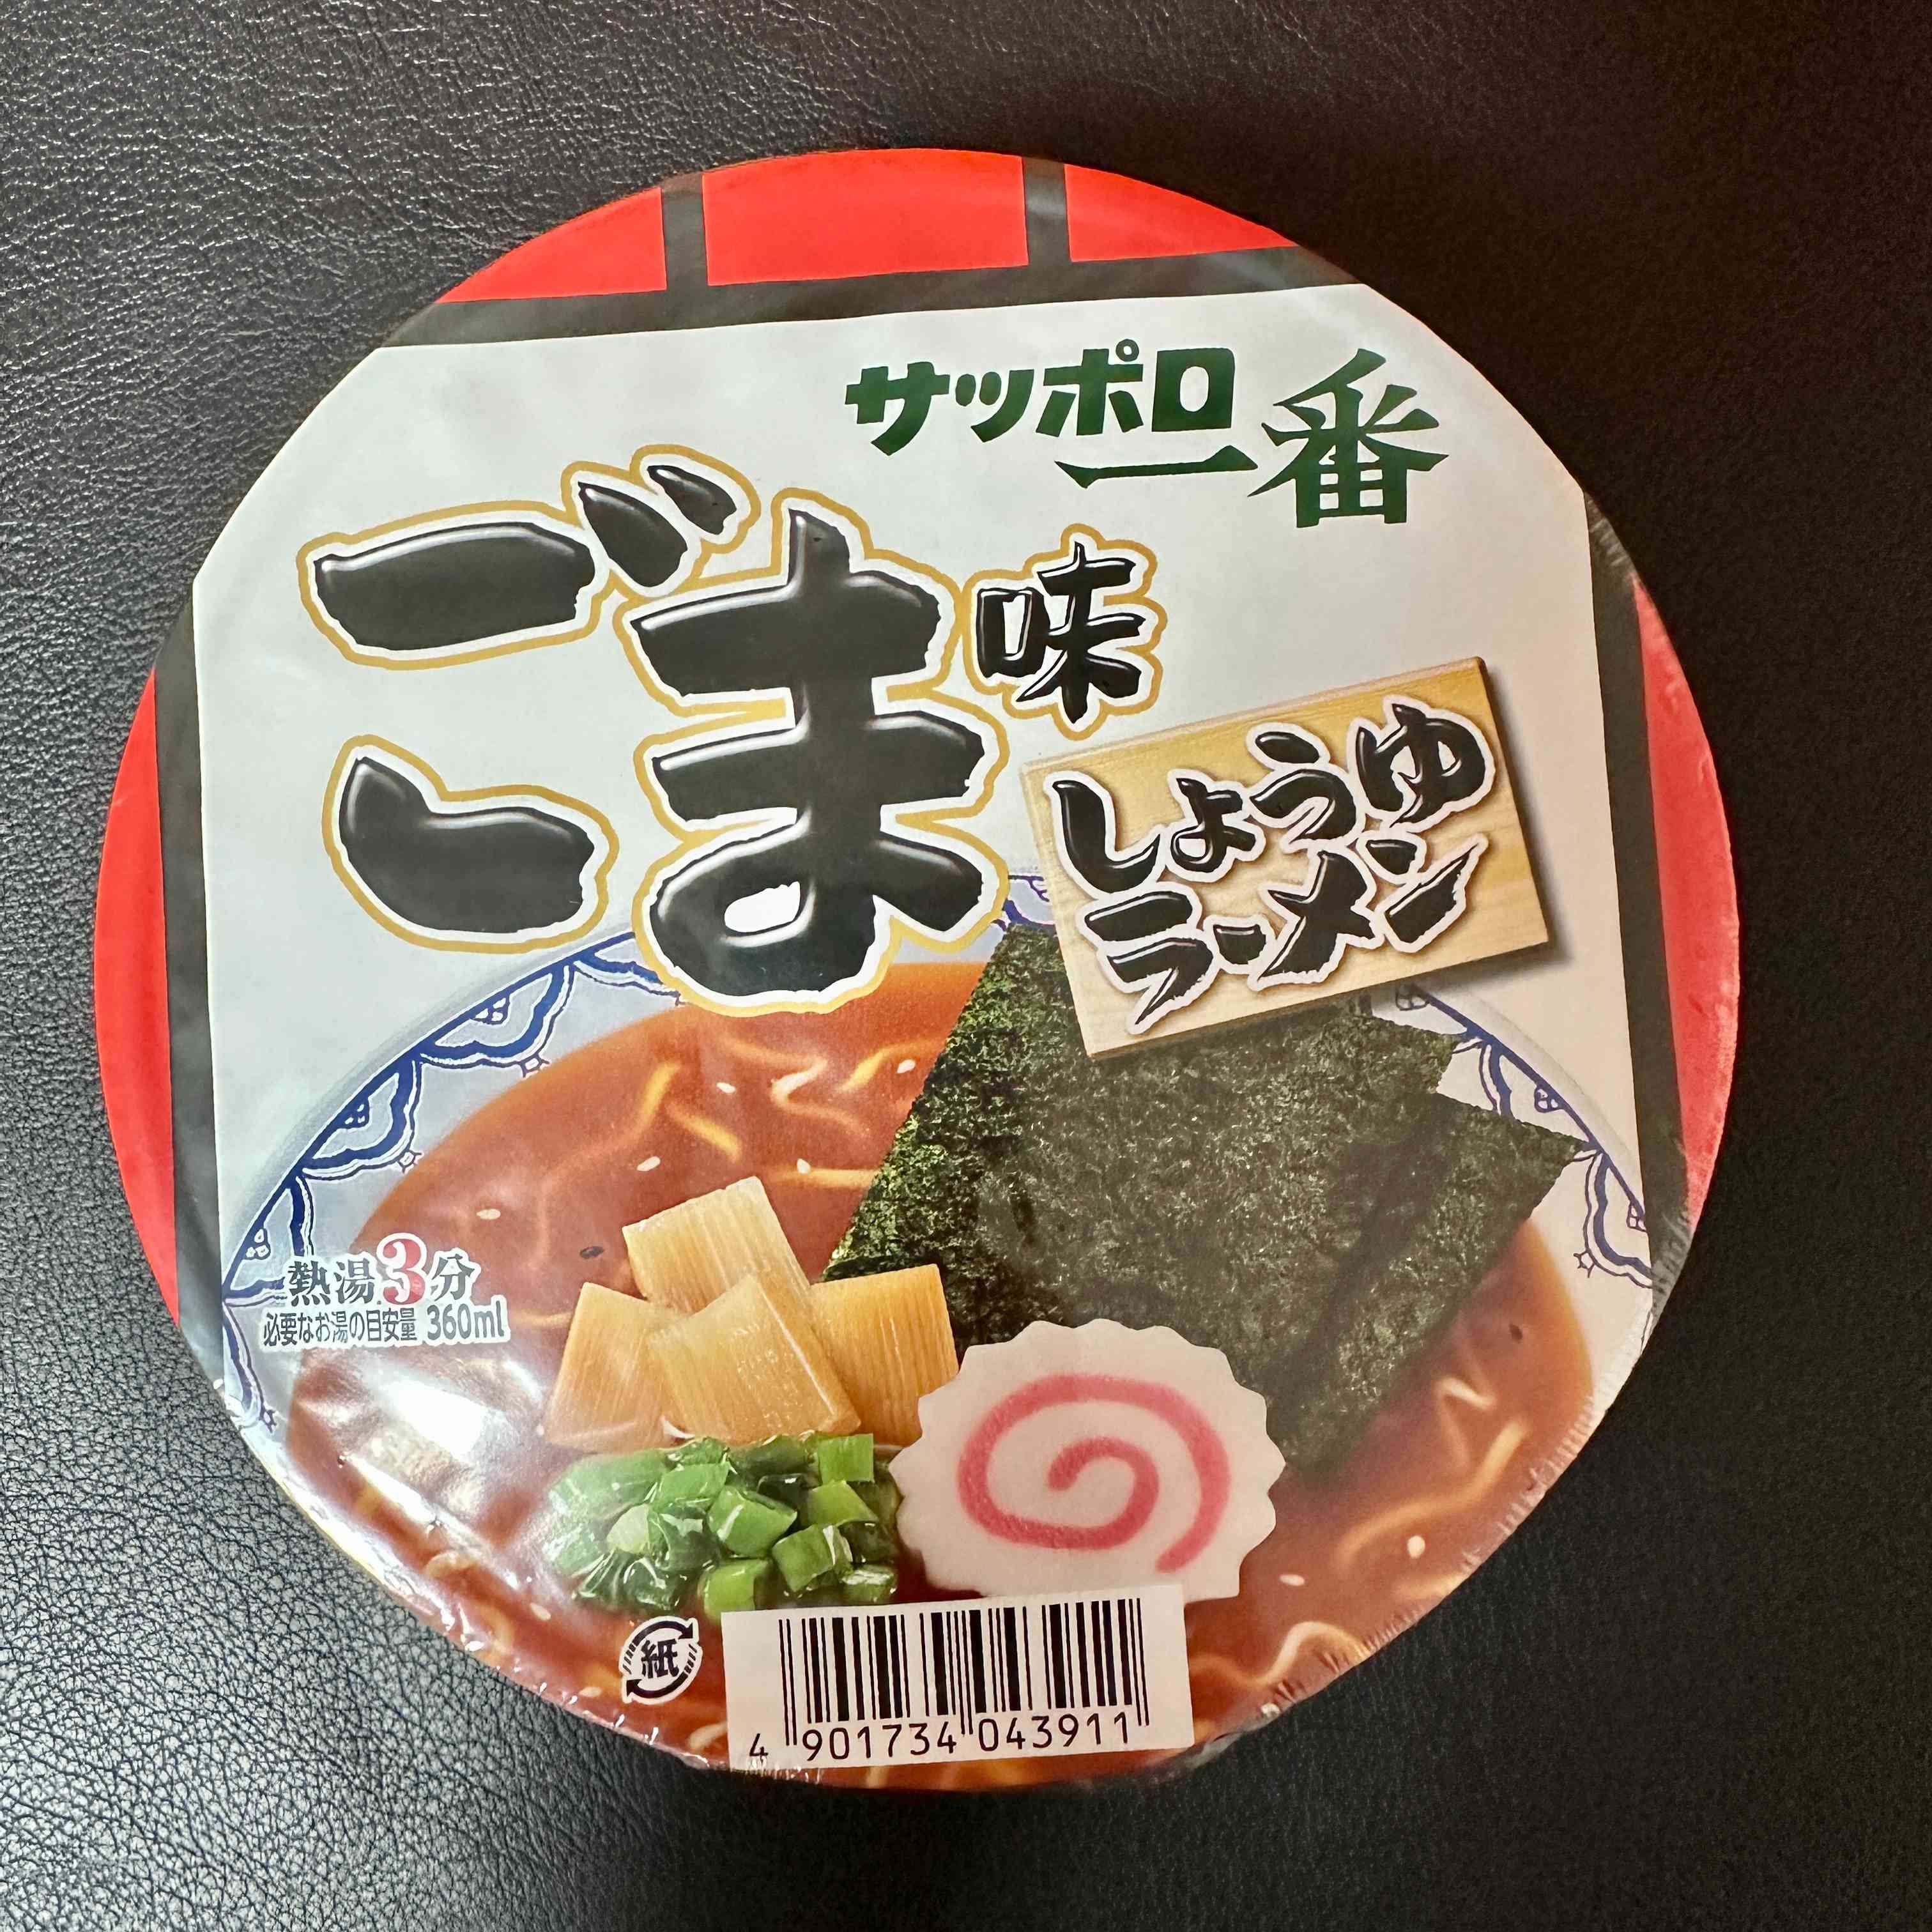 サッポロ一番
ごま味
しょうゆ
ラーメン
熱湯3分
必要なお湯の目安量 360ml
紙
4 901734 043911